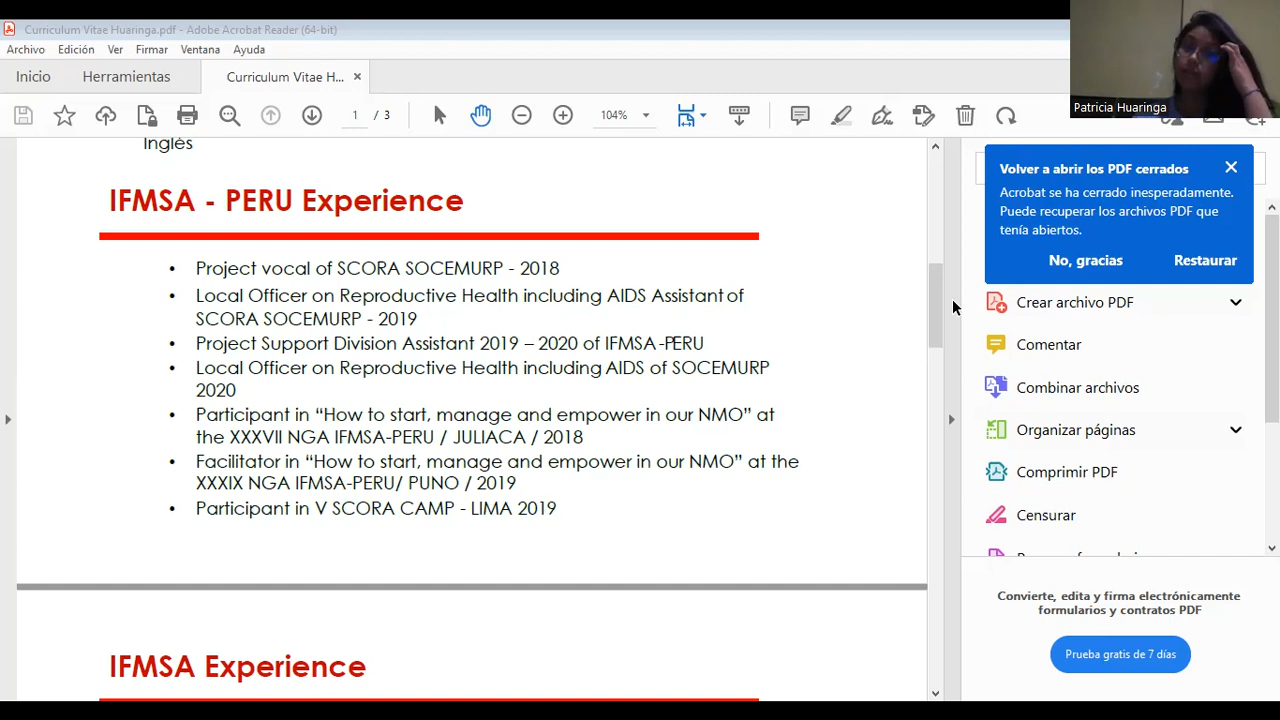 Curriculum Vitae Huaringa.pdf - Adobe Acrobat Reader (64-bit)
Archivo Edición Ver Firmar Ventana Ayuda
Inicio Herramientas Curriculum Vitae H... ×
1 / 3 104%
Patricia Huaringa
Inglés
IFMSA - PERU Experience
• Project vocal of SCORA SOCEMURP - 2018
• Local Officer on Reproductive Health including AIDS Assistant of
SCORA SOCEMURP - 2019
• Project Support Division Assistant 2019 – 2020 of IFMSA-PERU
• Local Officer on Reproductive Health including AIDS of SOCEMURP
2020
• Participant in “How to start, manage and empower in our NMO” at
the XXXVII NGA IFMSA-PERU / JULIACA / 2018
• Facilitator in “How to start, manage and empower in our NMO” at the
XXXIX NGA IFMSA-PERU/ PUNO / 2019
• Participant in V SCORA CAMP - LIMA 2019
IFMSA Experience
Volver a abrir los PDF cerrados
Acrobat se ha cerrado inesperadamente.
Puede recuperar los archivos PDF que
tenía abiertos.
No, gracias Restaurar
Crear archivo PDF
Comentar
Combinar archivos
Organizar páginas
Comprimir PDF
Censurar
Convierte, edita y firma electrónicamente
formularios y contratos PDF
Prueba gratis de 7 días